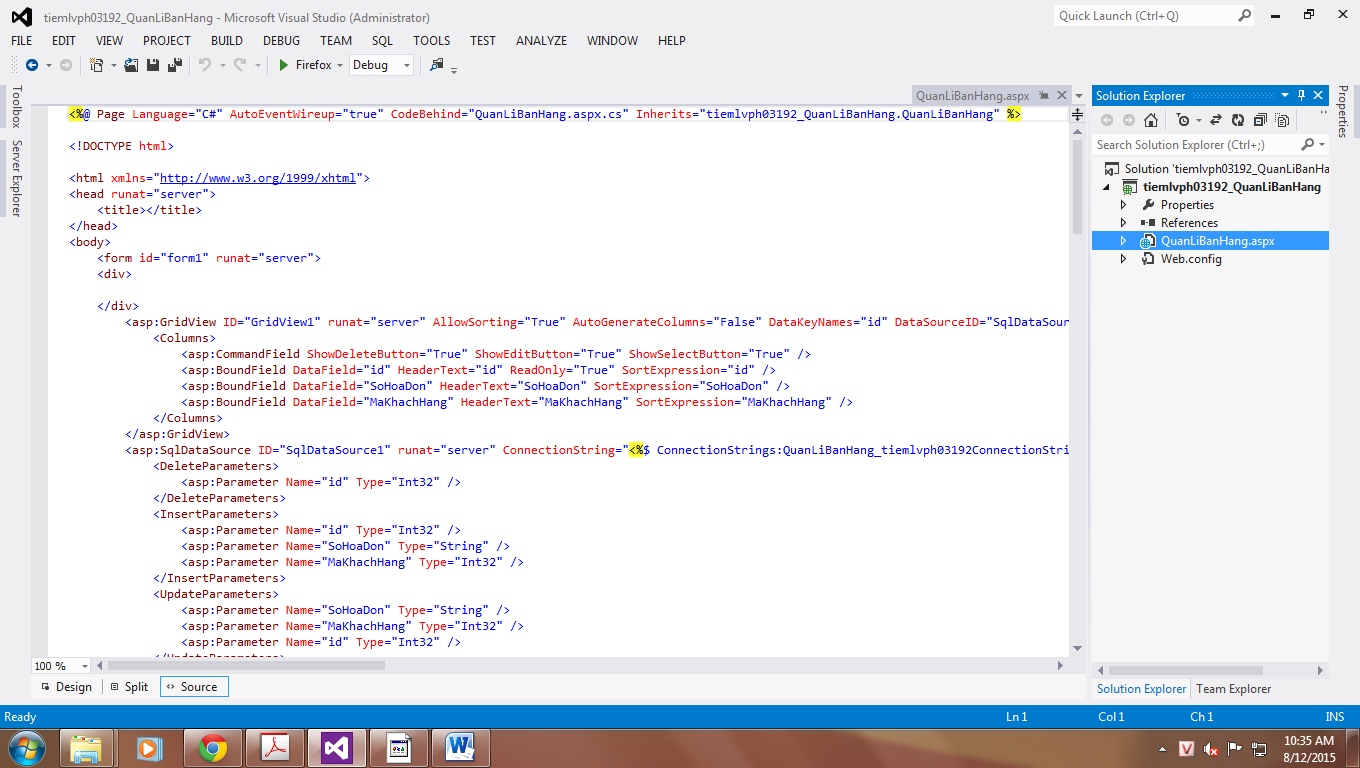 tiemlvph03192_QuanLiBanHang - Microsoft Visual Studio (Administrator)
Quick Launch (Ctrl+Q)
FILE EDIT VIEW PROJECT BUILD DEBUG TEAM SQL TOOLS TEST ANALYZE WINDOW HELP
Firefox Debug
Toolbox
Server Explorer
QuanLiBanHang.aspx
<%@ Page Language="C#" AutoEventWireup="true" CodeBehind="QuanLiBanHang.aspx.cs" Inherits="tiemlvph03192_QuanLiBanHang.QuanLiBanHang" %>
<!DOCTYPE html>
<html xmlns="http://www.w3.org/1999/xhtml">
<head runat="server">
<title></title>
</head>
<body>
<form id="form1" runat="server">
<div>
</div>
<asp:GridView ID="GridView1" runat="server" AllowSorting="True" AutoGenerateColumns="False" DataKeyNames="id" DataSourceID="SqlDataSour
<Columns>
<asp:CommandField ShowDeleteButton="True" ShowEditButton="True" ShowSelectButton="True" />
<asp:BoundField DataField="id" HeaderText="id" ReadOnly="True" SortExpression="id" />
<asp:BoundField DataField="SoHoaDon" HeaderText="SoHoaDon" SortExpression="SoHoaDon" />
<asp:BoundField DataField="MaKhachHang" HeaderText="MaKhachHang" SortExpression="MaKhachHang" />
</Columns>
</asp:GridView>
<asp:SqlDataSource ID="SqlDataSource1" runat="server" ConnectionString="<%$ ConnectionStrings:QuanLiBanHang_tiemlvph03192ConnectionStri
<DeleteParameters>
<asp:Parameter Name="id" Type="Int32" />
</DeleteParameters>
<InsertParameters>
<asp:Parameter Name="id" Type="Int32" />
<asp:Parameter Name="SoHoaDon" Type="String" />
<asp:Parameter Name="MaKhachHang" Type="Int32" />
</InsertParameters>
<UpdateParameters>
<asp:Parameter Name="SoHoaDon" Type="String" />
<asp:Parameter Name="MaKhachHang" Type="Int32" />
<asp:Parameter Name="id" Type="Int32" />
</UpdateParameters>
100 %
Design Split Source
Solution Explorer
Search Solution Explorer (Ctrl+;)
Solution 'tiemlvph03192_QuanLiBanHa
tiemlvph03192_QuanLiBanHang
Properties
References
QuanLiBanHang.aspx
Web.config
Solution Explorer Team Explorer
Properties
Ready Ln 1 Col 1 Ch 1 INS
10:35 AM
8/12/2015